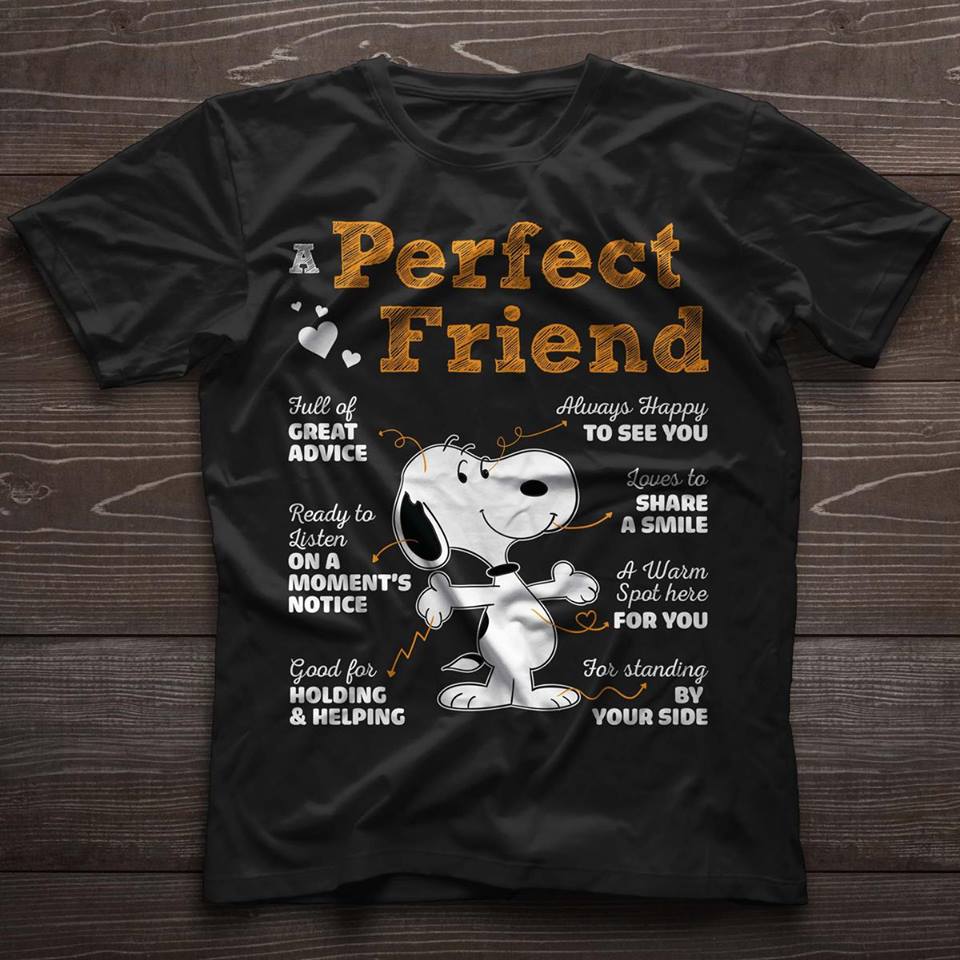 A Perfect
Friend
Full of
GREAT
ADVICE
Ready to
Listen
ON A
MOMENT'S
NOTICE
Good for
HOLDING
& HELPING
Always Happy
TO SEE YOU
Loves to
SHARE
A SMILE
A Warm
Spot here
FOR YOU
For standing
BY
YOUR SIDE